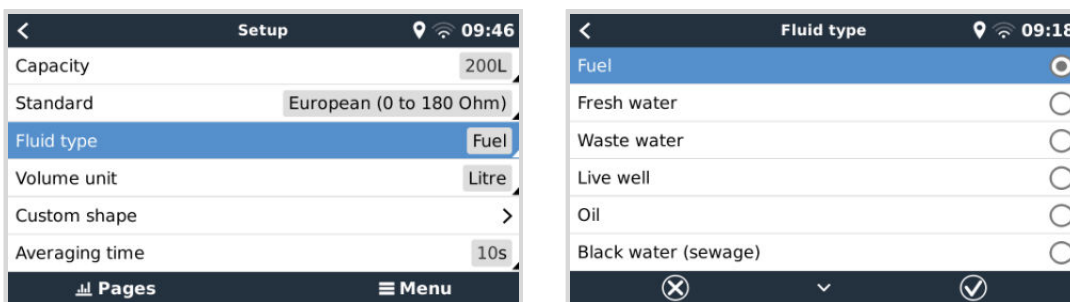 Setup 09:46
Capacity 200L
Standard European (0 to 180 Ohm)
Fluid type Fuel
Volume unit Litre
Custom shape
Averaging time 10s
Pages Menu
Fluid type 09:18
Fuel
Fresh water
Waste water
Live well
Oil
Black water (sewage)